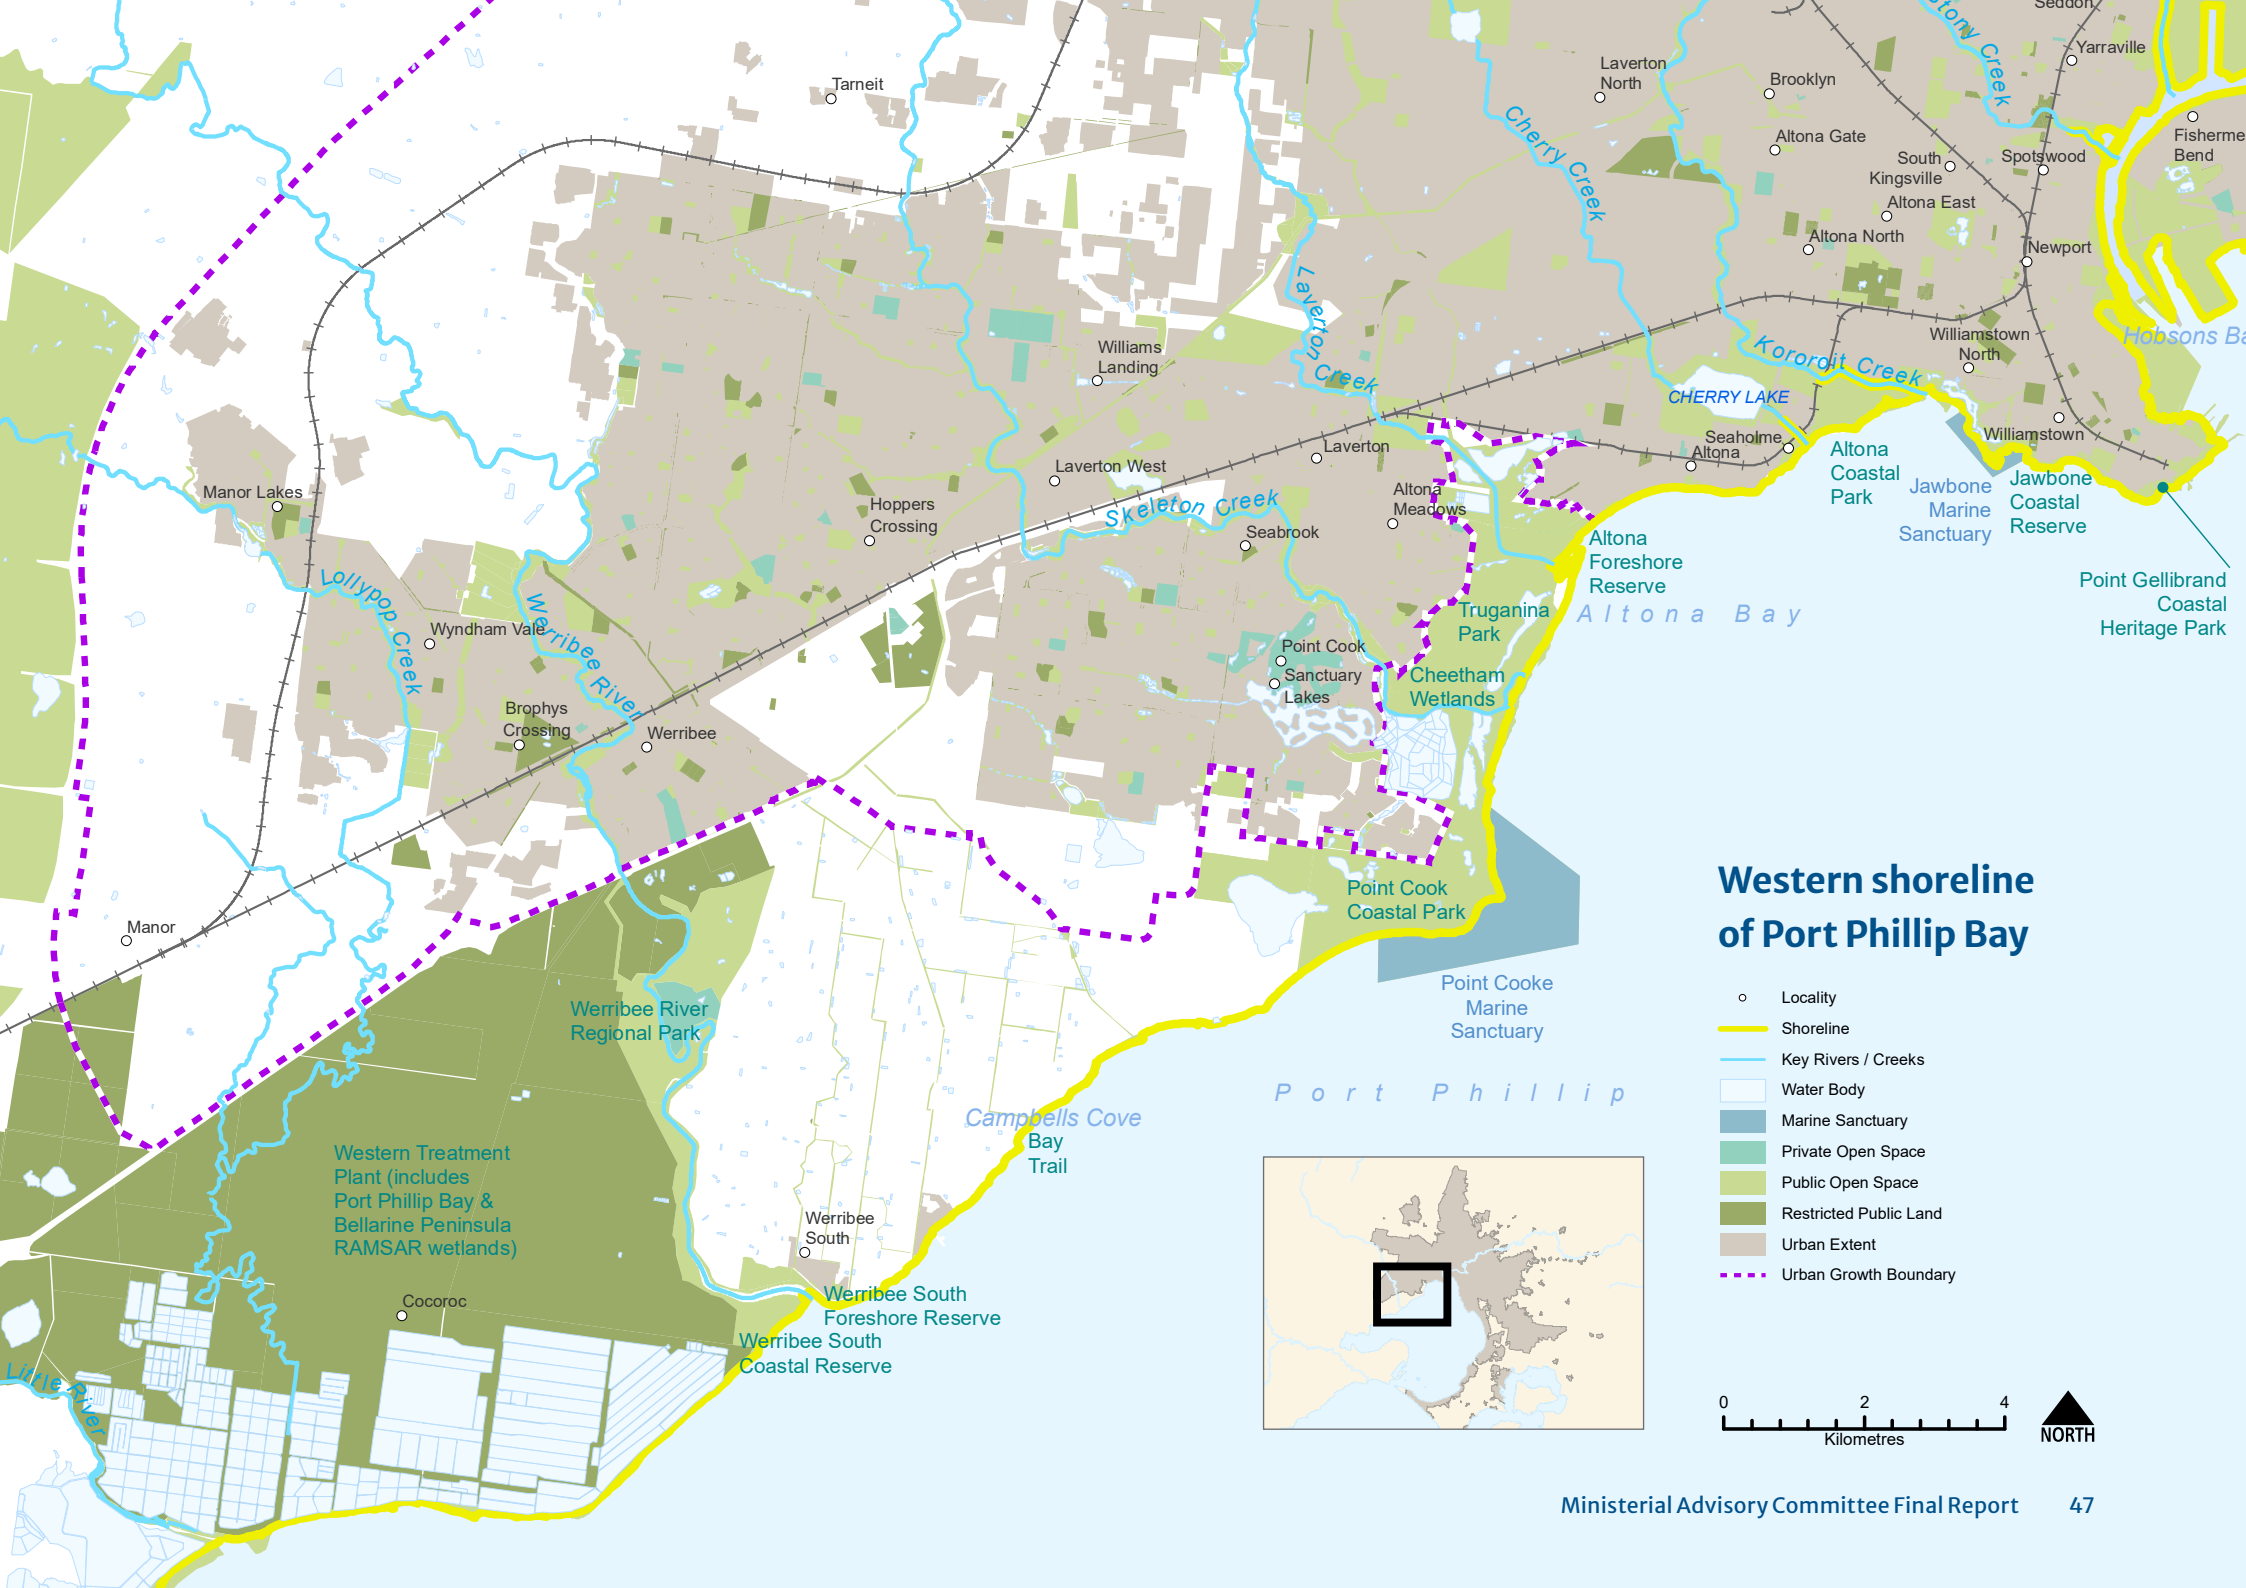 Seddon
Yarraville
Stony Creek
Tarneit
Laverton
North
Brooklyn
Cherry Creek
Fisherme
Bend
Altona Gate
South
Kingsville
Spotswood
Altona East
Altona North
Newport
Laverton
Creek
Hobsons Ba
Williamstown
North
Williams
Landing
Kororoit Creek
CHERRY LAKE
Williamstown
Seaholme
Altona
Laverton
Laverton West
Altona
Coastal
Park
Jawbone
Marine
Sanctuary
Jawbone
Coastal
Reserve
Manor Lakes
Hoppers
Crossing
Skeleton Creek
Altona
Meadows
Seabrook
Altona
Foreshore
Reserve
Point Gellibrand
Coastal
Heritage Park
Lollypop Creek
Wyndham Vale
Werribee River
Truganina
Park
Altona Bay
Point Cook
Sanctuary
Lakes
Cheetham
Wetlands
Brophys
Crossing
Werribee
Point Cook
Coastal Park
Manor
Western shoreline
of Port Phillip Bay
Werribee River
Regional Park
Point Cooke
Marine
Sanctuary
Port Phillip
Campbells Cove
Bay
Trail
Western Treatment
Plant (includes
Port Phillip Bay &
Bellarine Peninsula
RAMSAR wetlands)
Werribee
South
Cocoroc
Werribee South
Foreshore Reserve
Werribee South
Coastal Reserve
Little River
Locality
Shoreline
Key Rivers / Creeks
Water Body
Marine Sanctuary
Private Open Space
Public Open Space
Restricted Public Land
Urban Extent
Urban Growth Boundary
0 2 4
Kilometres
NORTH
Ministerial Advisory Committee Final Report 47